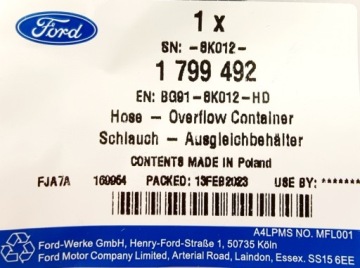 Ford
1 x
SN: -8K012-
1 799 492
EN: BG91-8K012-HD
Hose - Overflow Container
Schlauch - Ausgleichbehälter
CONTENTS MADE IN Poland
FJA7A 169954 PACKED: 13FEB2023 USE BY: *******
A4LPMS NO. MFL001
Ford-Werke GmbH, Henry-Ford-Straße 1, 50735 Köln
Ford Motor Company Limited, Arterial Road, Laindon, Essex. SS15 6EE